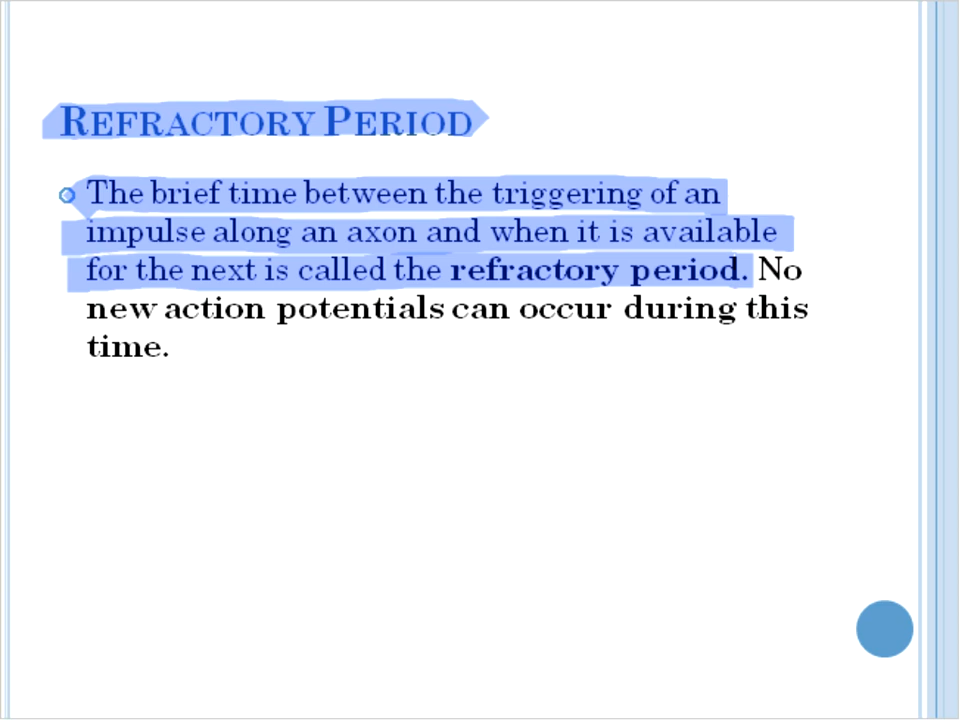 REFRACTORY PERIOD
The brief time between the triggering of an
impulse along an axon and when it is available
for the next is called the refractory period. No
new action potentials can occur during this
time.